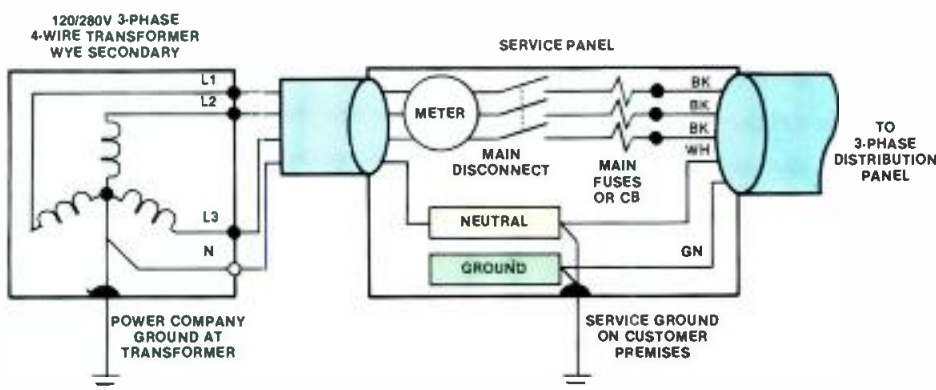 120/280V 3-PHASE
4-WIRE TRANSFORMER
WYE SECONDARY
L1
L2
L3
N
POWER COMPANY
GROUND AT
TRANSFORMER
SERVICE PANEL
METER
MAIN
DISCONNECT
MAIN
FUSES
OR CB
BK
BK
BK
WH
NEUTRAL
GROUND
GN
SERVICE GROUND
ON CUSTOMER
PREMISES
TO
3-PHASE
DISTRIBUTION
PANEL